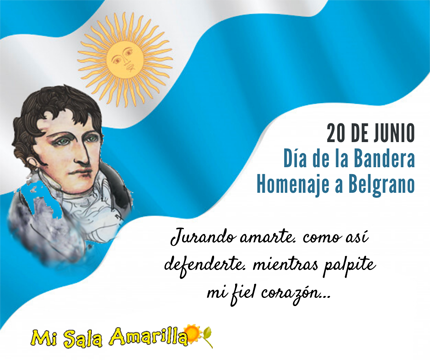 20 DE JUNIO
Día de la Bandera
Homenaje a Belgrano
Jurando amarte. como así
defenderte. mientras palpite
mi fiel corazón...
Mi Sala Amarilla